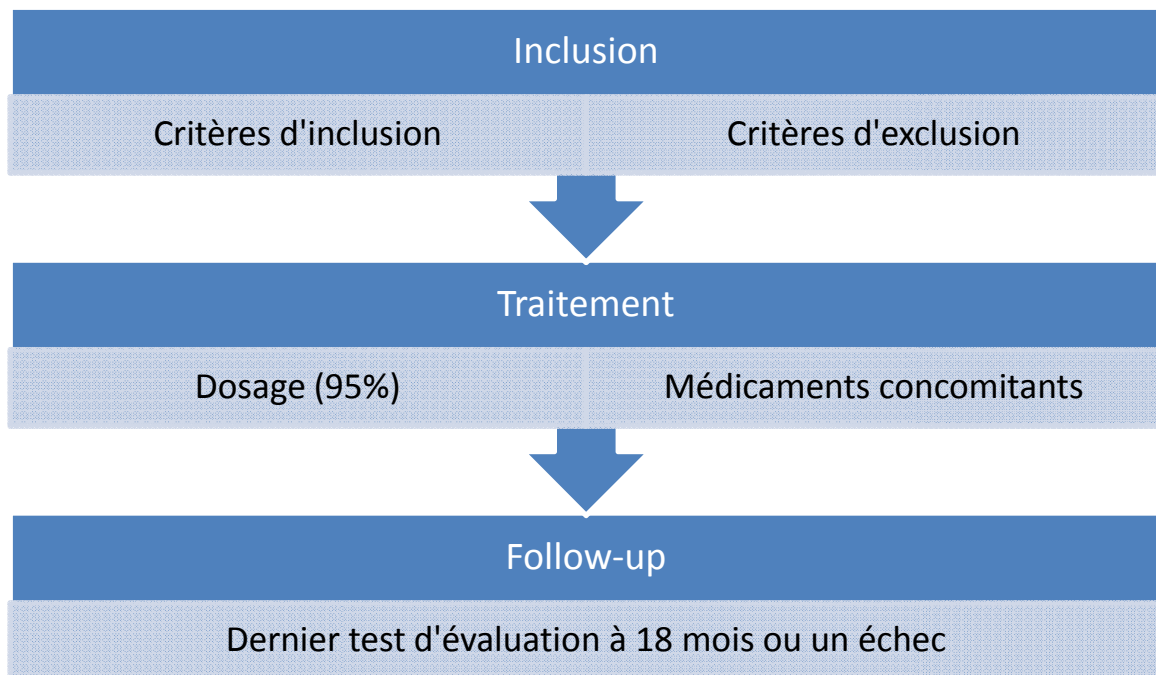 Inclusion
Critères d'inclusion
Critères d'exclusion
Traitement
Dosage (95%)
Médicaments concomitants
Follow-up
Dernier test d'évaluation à 18 mois ou un échec